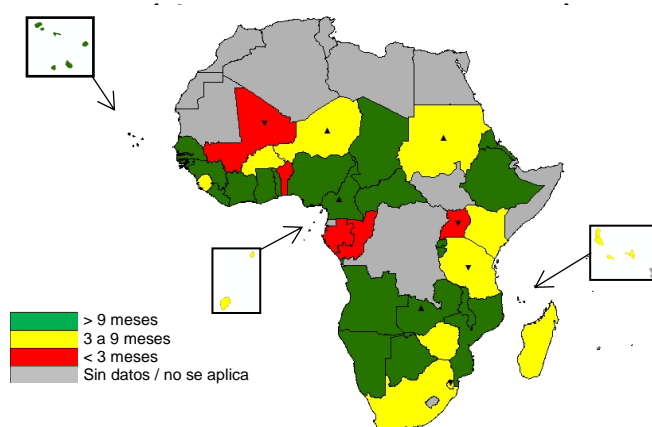 > 9 meses
3 a 9 meses
< 3 meses
Sin datos / no se aplica